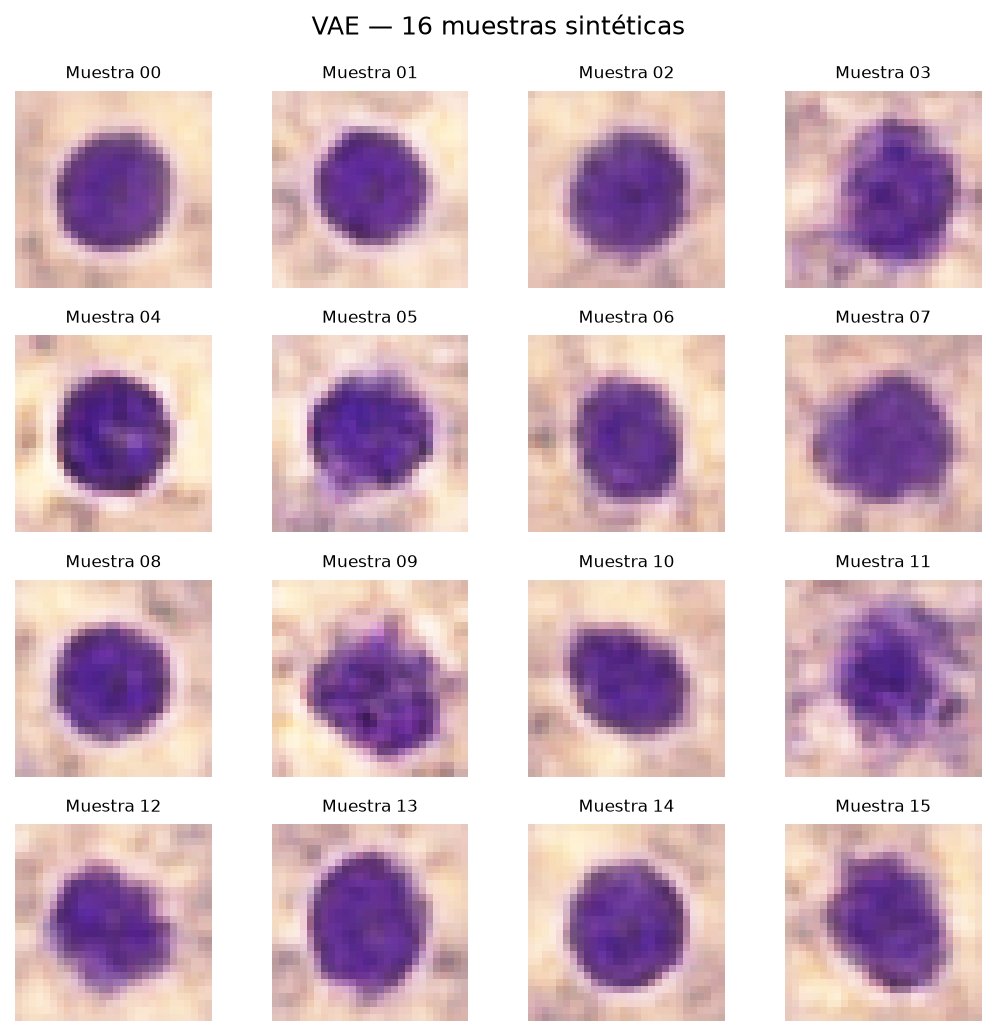 VAE — 16 muestras sintéticas
Muestra 00
Muestra 01
Muestra 02
Muestra 03
Muestra 04
Muestra 05
Muestra 06
Muestra 07
Muestra 08
Muestra 09
Muestra 10
Muestra 11
Muestra 12
Muestra 13
Muestra 14
Muestra 15